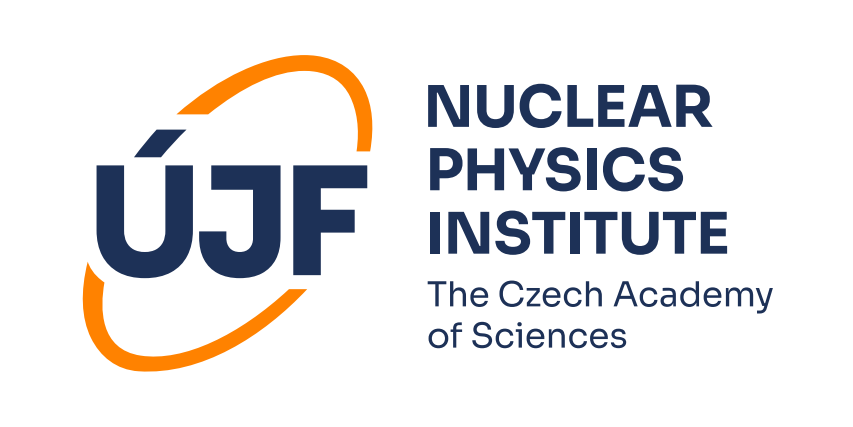 ÚJF
NUCLEAR
PHYSICS
INSTITUTE
The Czech Academy
of Sciences